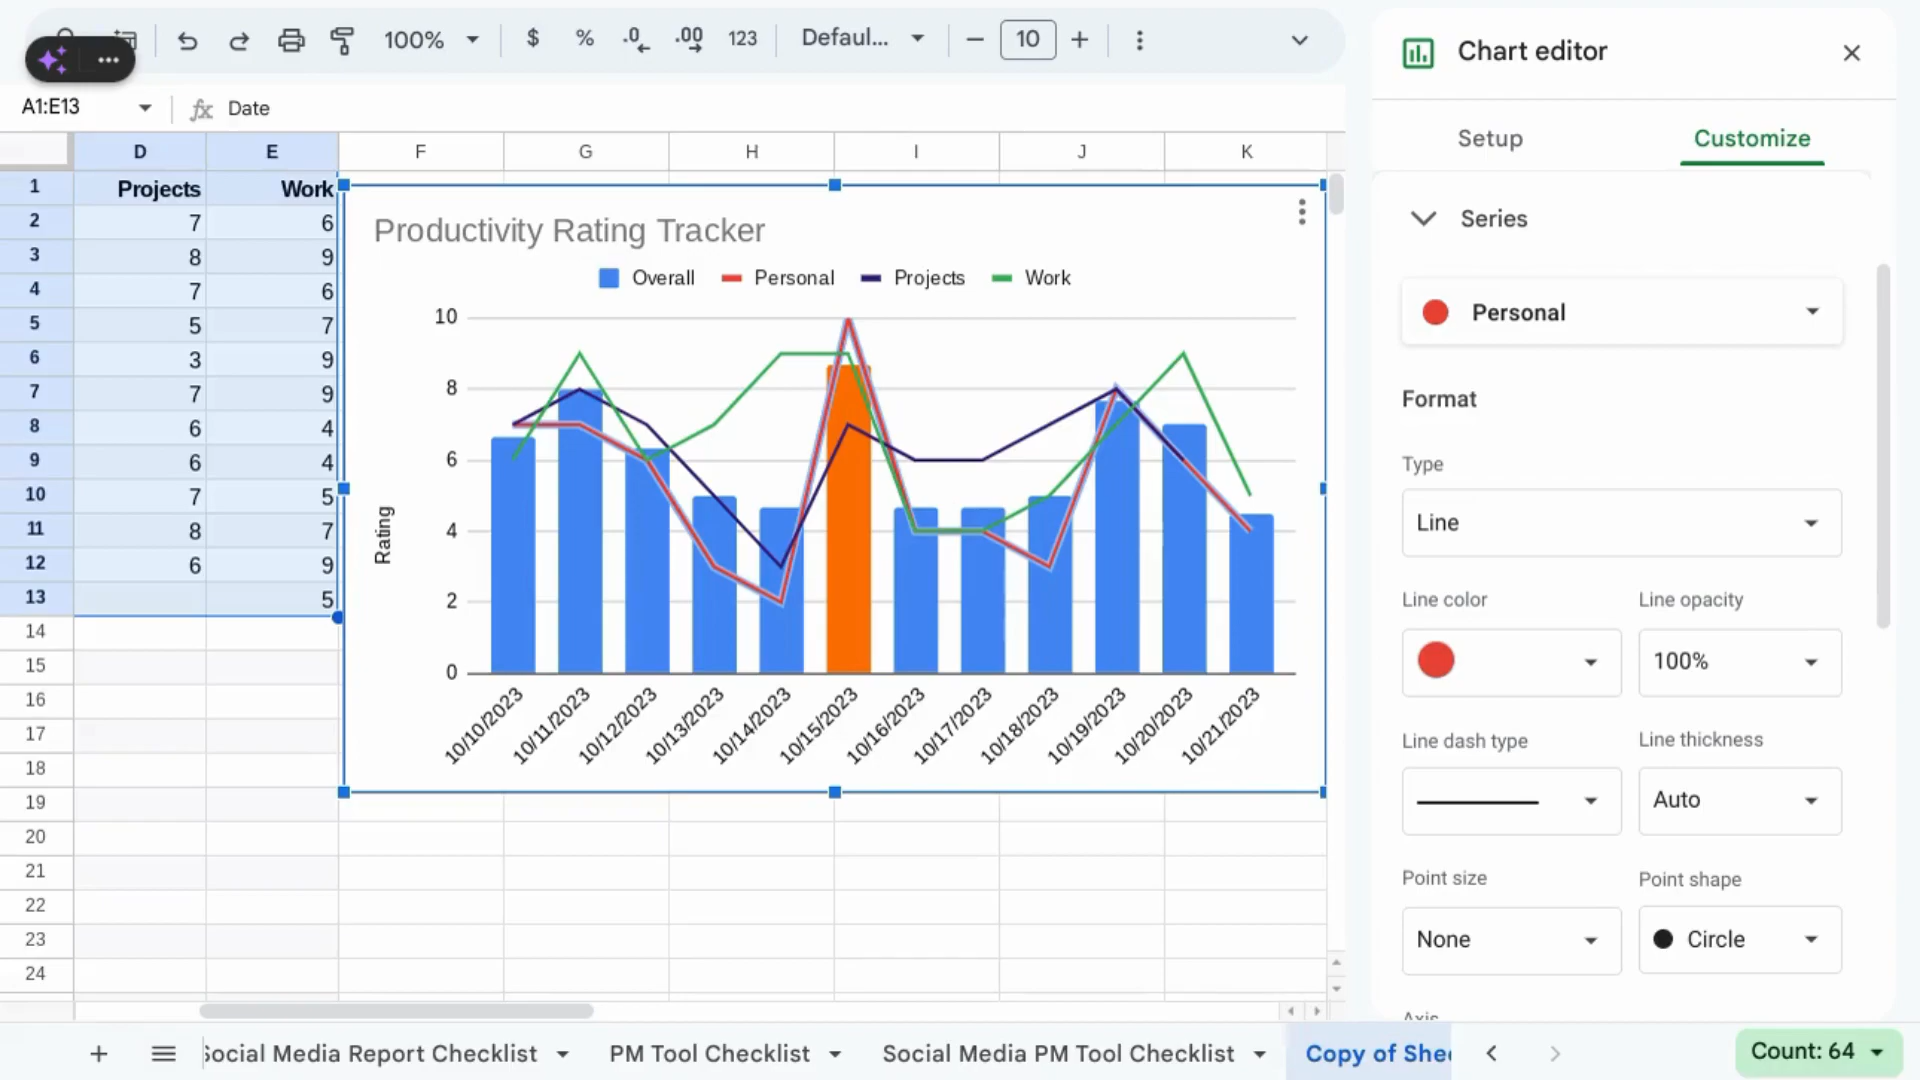 100%
$ % .0 .00 123
Defaul...
10
A1:E13
fx Date
D E F G H I J K
1 Projects Work
2 7 6
3 8 9
4 7 6
5 5 7
6 3 9
7 7 9
8 6 4
9 6 4
10 7 5
11 8 7
12 6 9
13 5
14
15
16
17
18
19
20
21
22
23
24
Productivity Rating Tracker
Overall Personal Projects Work
10
8
6
4
2
0
Rating
10/10/2023 10/11/2023 10/12/2023 10/13/2023 10/14/2023 10/15/2023 10/16/2023 10/17/2023 10/18/2023 10/19/2023 10/20/2023 10/21/2023
Chart editor
Setup Customize
Series
Personal
Format
Type
Line
Line color Line opacity
100%
Line dash type Line thickness
Auto
Point size Point shape
None Circle
Axis
Social Media Report Checklist PM Tool Checklist Social Media PM Tool Checklist Copy of Shee
Count: 64